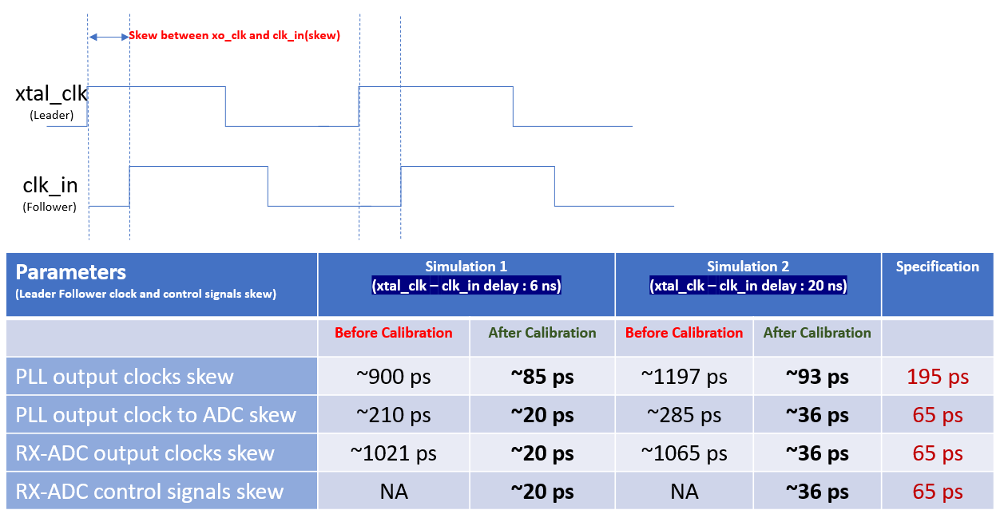 Skew between xo_clk and clk_in(skew)
xtal_clk
(Leader)
clk_in
(Follower)
Parameters
(Leader Follower clock and control signals skew)
Simulation 1
(xtal_clk – clk_in delay : 6 ns)
Simulation 2
(xtal_clk – clk_in delay : 20 ns)
Specification
Before Calibration After Calibration Before Calibration After Calibration
PLL output clocks skew ~900 ps ~85 ps ~1197 ps ~93 ps 195 ps
PLL output clock to ADC skew ~210 ps ~20 ps ~285 ps ~36 ps 65 ps
RX-ADC output clocks skew ~1021 ps ~20 ps ~1065 ps ~36 ps 65 ps
RX-ADC control signals skew NA ~20 ps NA ~36 ps 65 ps